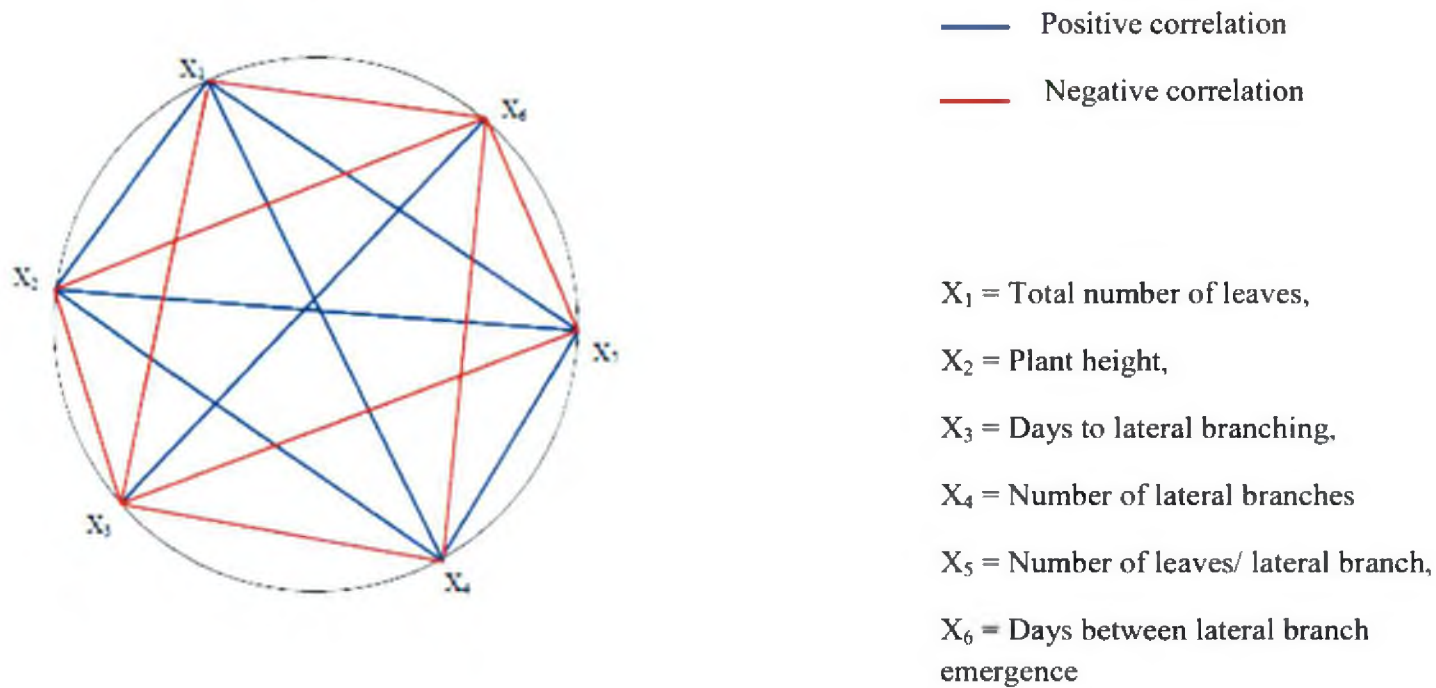 Positive correlation
Negative correlation
X₁
X₆
X₂
X₅
X₃
X₄
X₁ = Total number of leaves,
X₂ = Plant height,
X₃ = Days to lateral branching,
X₄ = Number of lateral branches
X₅ = Number of leaves/ lateral branch,
X₆ = Days between lateral branch
emergence